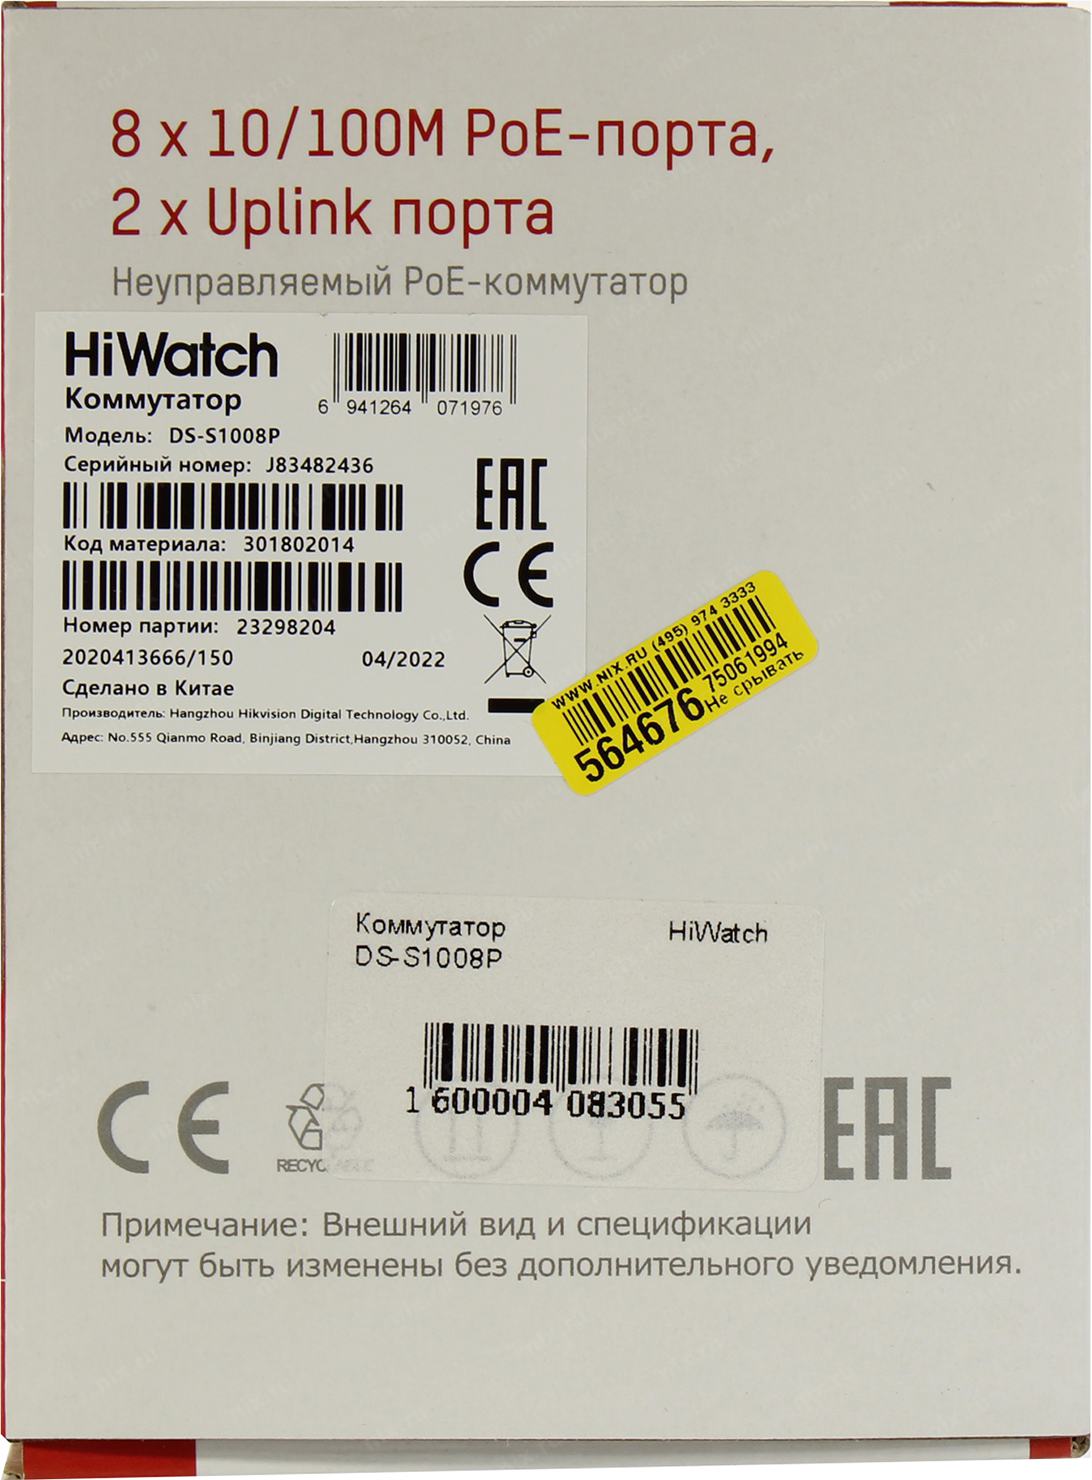 8 x 10/100M PoE-порта,
2 x Uplink порта
Неуправляемый PoE-коммутатор
HiWatch
6 941264 071976
Коммутатор
Модель: DS-S1008P
Серийный номер: J83482436
EAC
Код материала: 301802014
CE
Номер партии: 23298204
2020413666/150 04/2022
Сделано в Китае
Производитель: Hangzhou Hikvision Digital Technology Co.,Ltd.
Адрес: No.555 Qianmo Road, Binjiang District,Hangzhou 310052, China
WWW.NIX.RU (495) 974 3333
564676 75061994
Не срывать
Коммутатор HiWatch
DS-S1008P
1 600004 083055
CE
RECYCLABLE
EAC
Примечание: Внешний вид и спецификации
могут быть изменены без дополнительного уведомления.